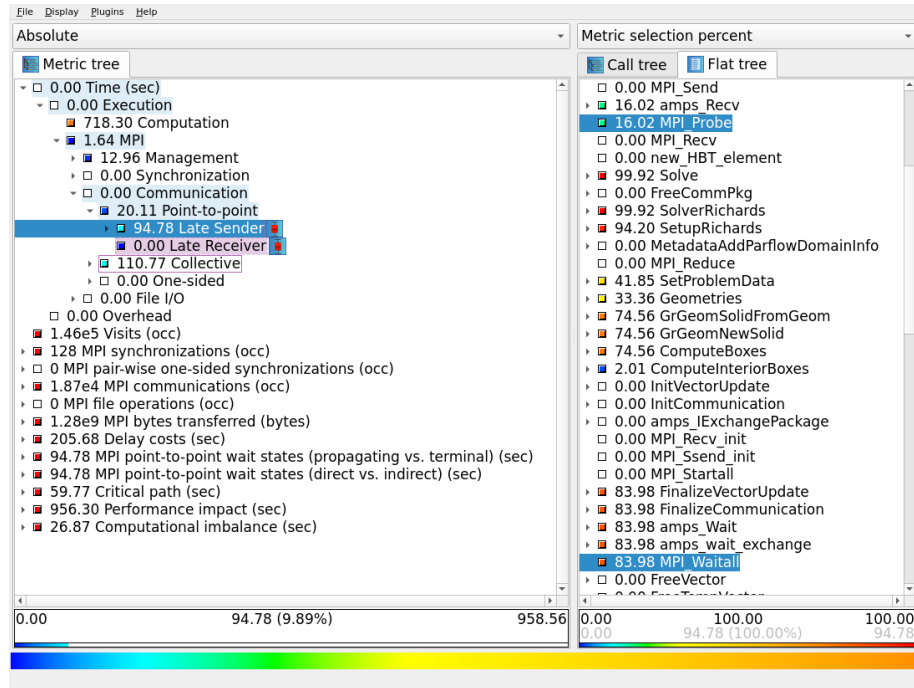 File Display Plugins Help
Absolute
Metric tree
0.00 Time (sec)
0.00 Execution
718.30 Computation
1.64 MPI
12.96 Management
0.00 Synchronization
0.00 Communication
20.11 Point-to-point
94.78 Late Sender
0.00 Late Receiver
110.77 Collective
0.00 One-sided
0.00 File I/O
0.00 Overhead
1.46e5 Visits (occ)
128 MPI synchronizations (occ)
0 MPI pair-wise one-sided synchronizations (occ)
1.87e4 MPI communications (occ)
0 MPI file operations (occ)
1.28e9 MPI bytes transferred (bytes)
205.68 Delay costs (sec)
94.78 MPI point-to-point wait states (propagating vs. terminal) (sec)
94.78 MPI point-to-point wait states (direct vs. indirect) (sec)
59.77 Critical path (sec)
956.30 Performance impact (sec)
26.87 Computational imbalance (sec)
0.00 94.78 (9.89%) 958.56
Metric selection percent
Call tree Flat tree
0.00 MPI_Send
16.02 amps_Recv
16.02 MPI_Probe
0.00 MPI_Recv
0.00 new_HBT_element
99.92 Solve
0.00 FreeCommPkg
99.92 SolverRichards
94.20 SetupRichards
0.00 MetadataAddParflowDomainInfo
0.00 MPI_Reduce
41.85 SetProblemData
33.36 Geometries
74.56 GrGeomSolidFromGeom
74.56 GrGeomNewSolid
74.56 ComputeBoxes
2.01 ComputeInteriorBoxes
0.00 InitVectorUpdate
0.00 InitCommunication
0.00 amps_IExchangePackage
0.00 MPI_Recv_init
0.00 MPI_Ssend_init
0.00 MPI_Startall
83.98 FinalizeVectorUpdate
83.98 FinalizeCommunication
83.98 amps_Wait
83.98 amps_wait_exchange
83.98 MPI_Waitall
0.00 FreeVector
0.00 FreeTempVector
0.00 100.00 100.00
0.00 94.78 (100.00%) 94.78